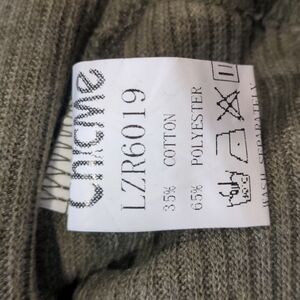 chicme
LZR6019
35% COTTON
65% POLYESTER
WASH SEPARATELY